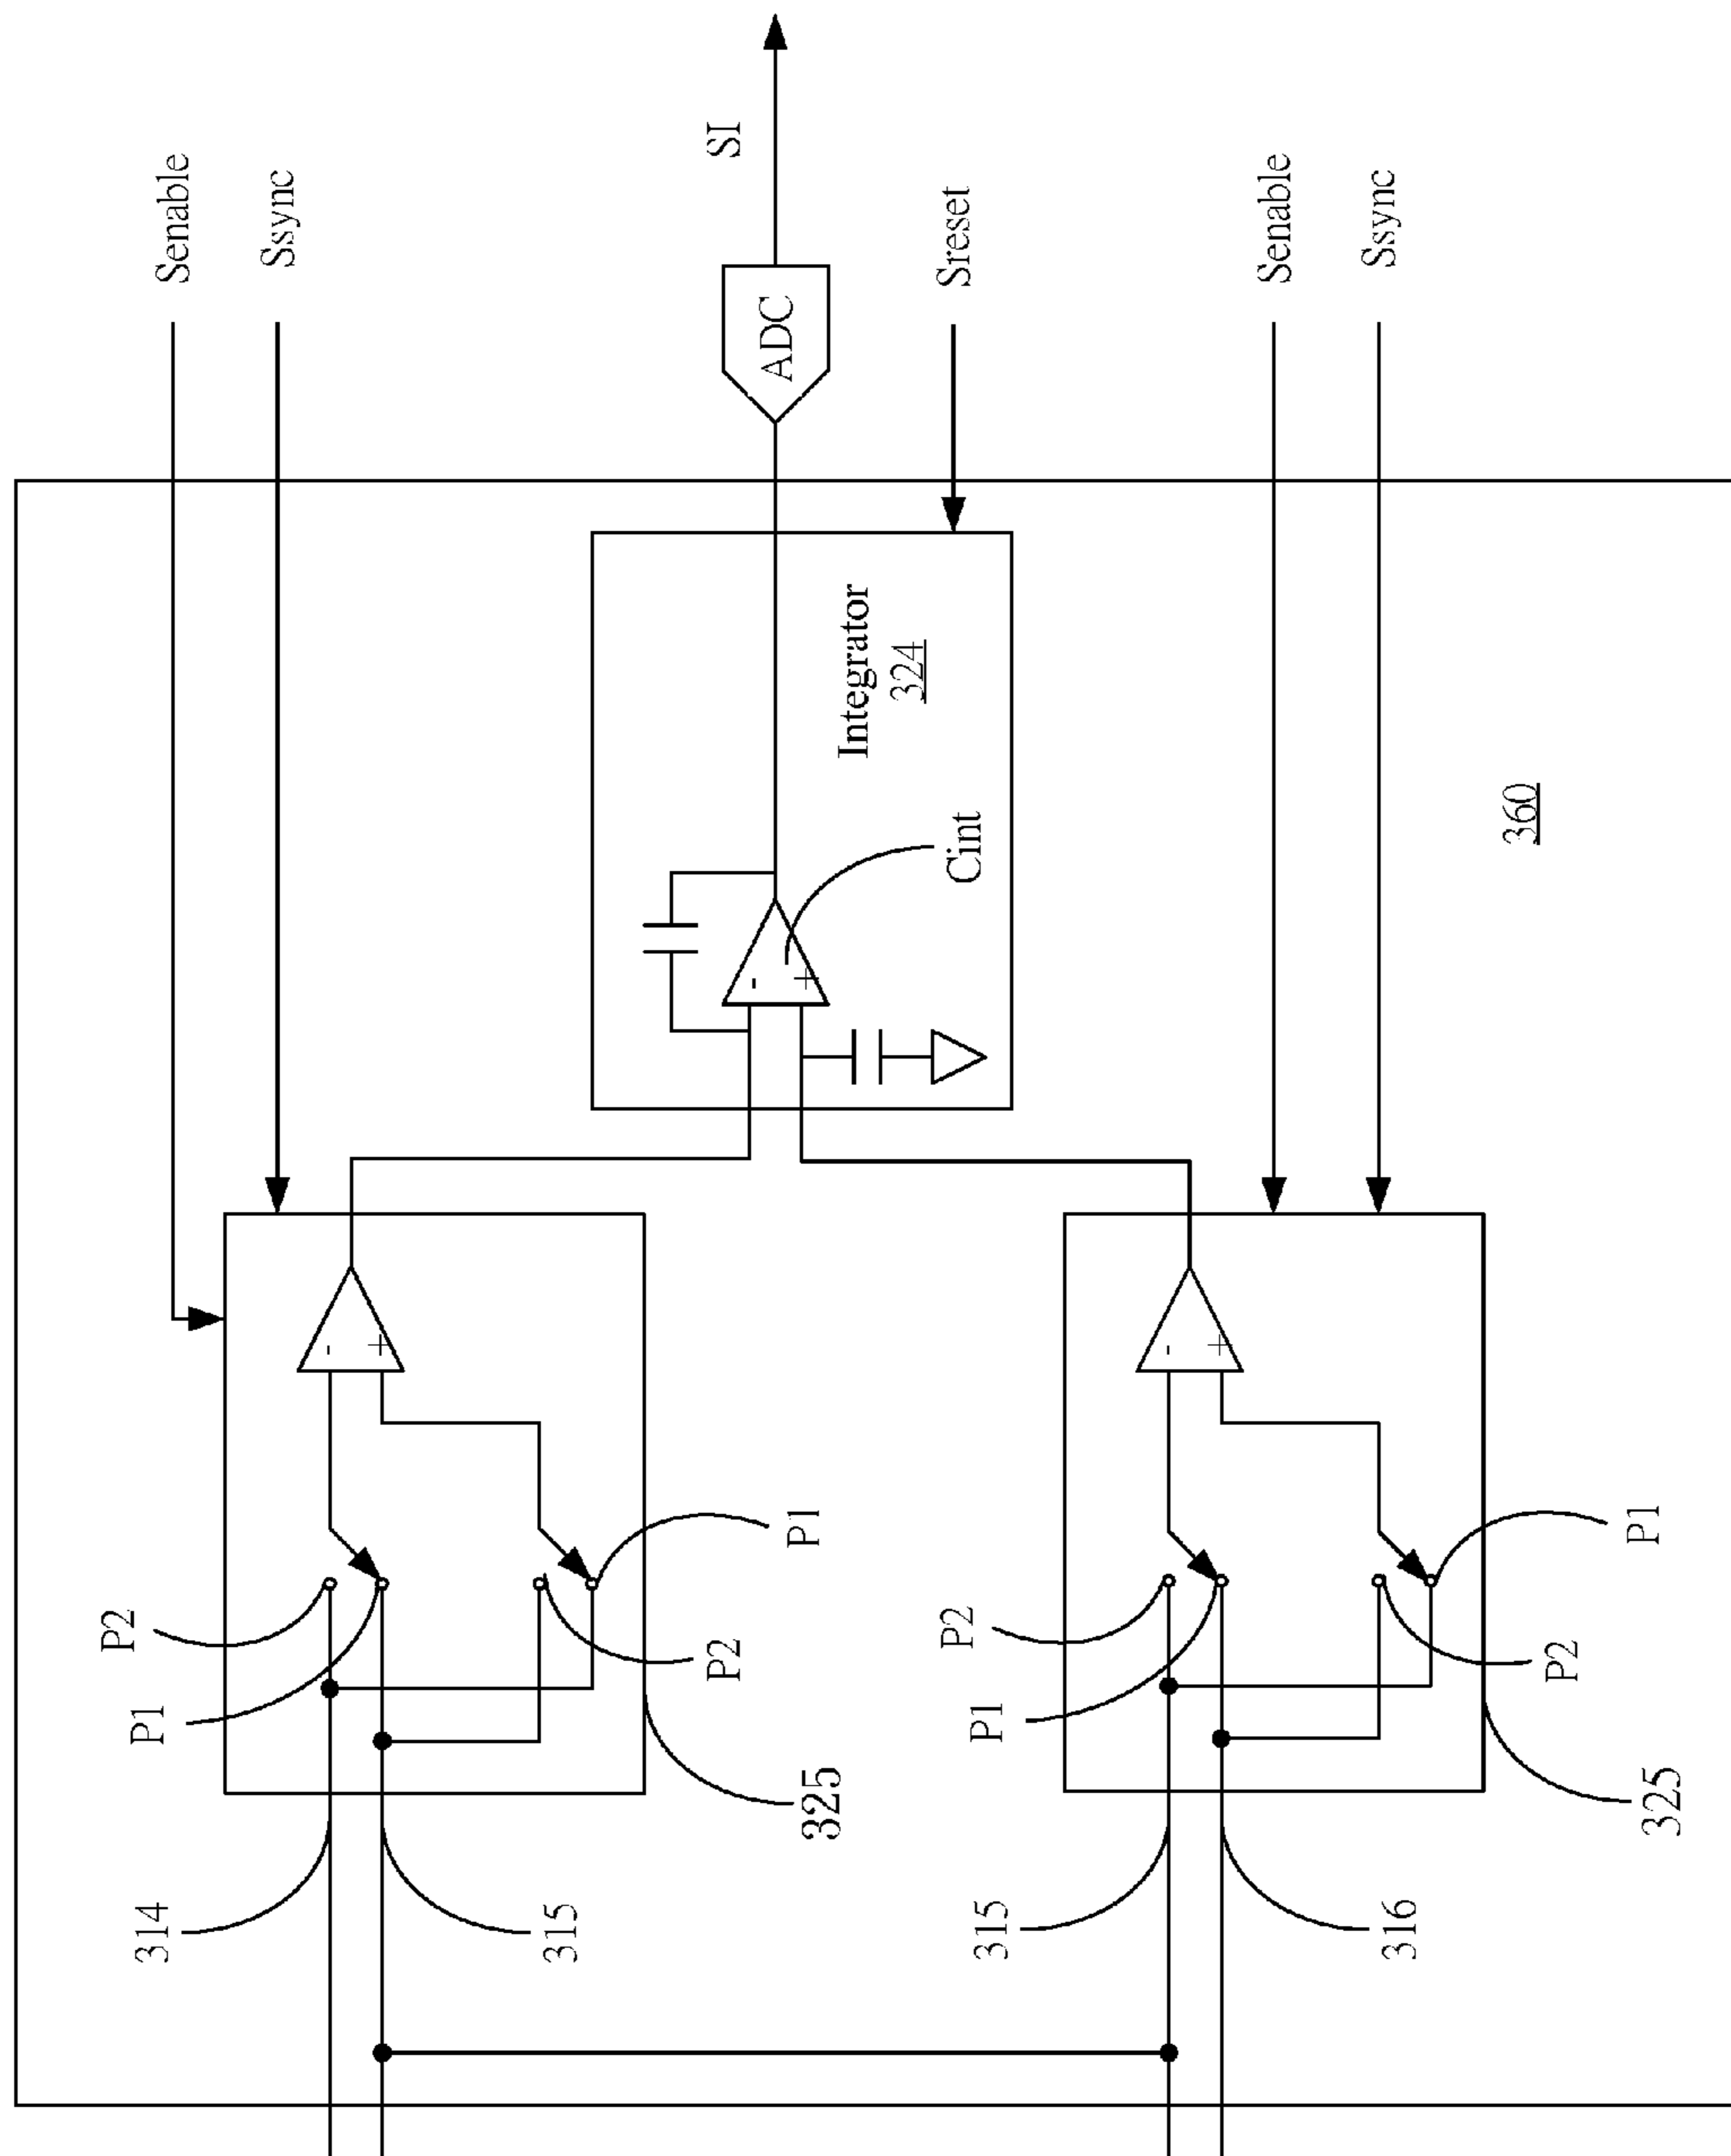 Senable
Ssync
SI
ADC
Sreset
Senable
Ssync
Integrator
324
Cint
-
+
360
-
+
-
+
P2
P1
P1
P2
P2
P1
P1
P2
325
325
314
315
315
316